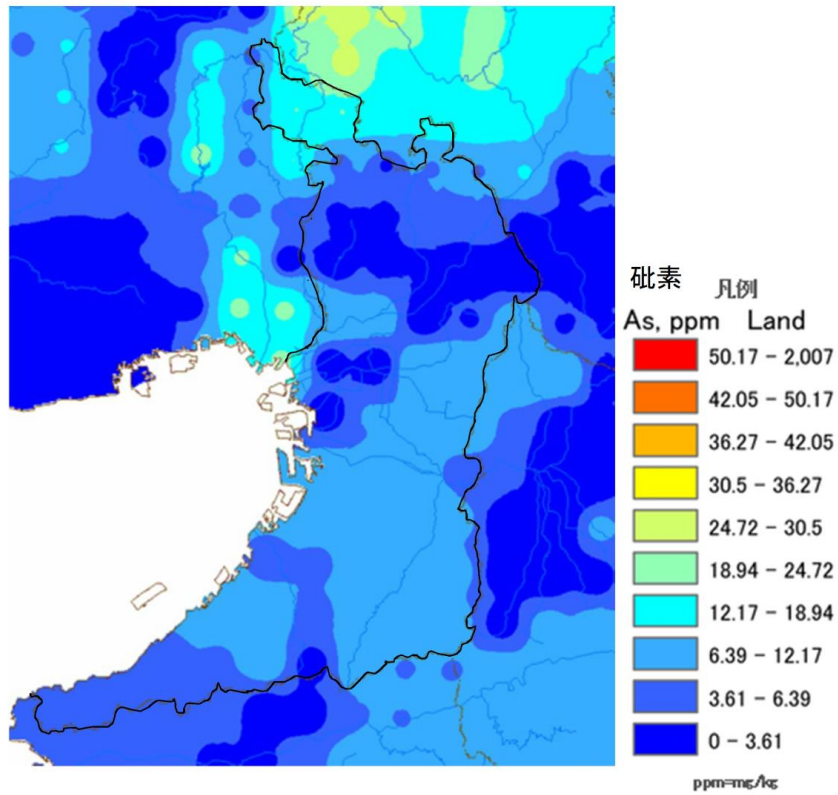 砒素 凡例
As, ppm Land
50.17 - 2,007
42.05 - 50.17
36.27 - 42.05
30.5 - 36.27
24.72 - 30.5
18.94 - 24.72
12.17 - 18.94
6.39 - 12.17
3.61 - 6.39
0 - 3.61
ppm=mg/kg